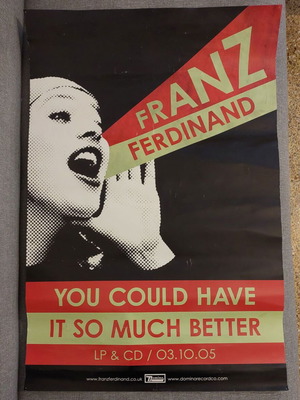 FRANZ
FERDINAND
YOU COULD HAVE
IT SO MUCH BETTER
LP & CD / 03.10.05
www.franzferdinand.co.uk
Domino
www.dominorecordco.com